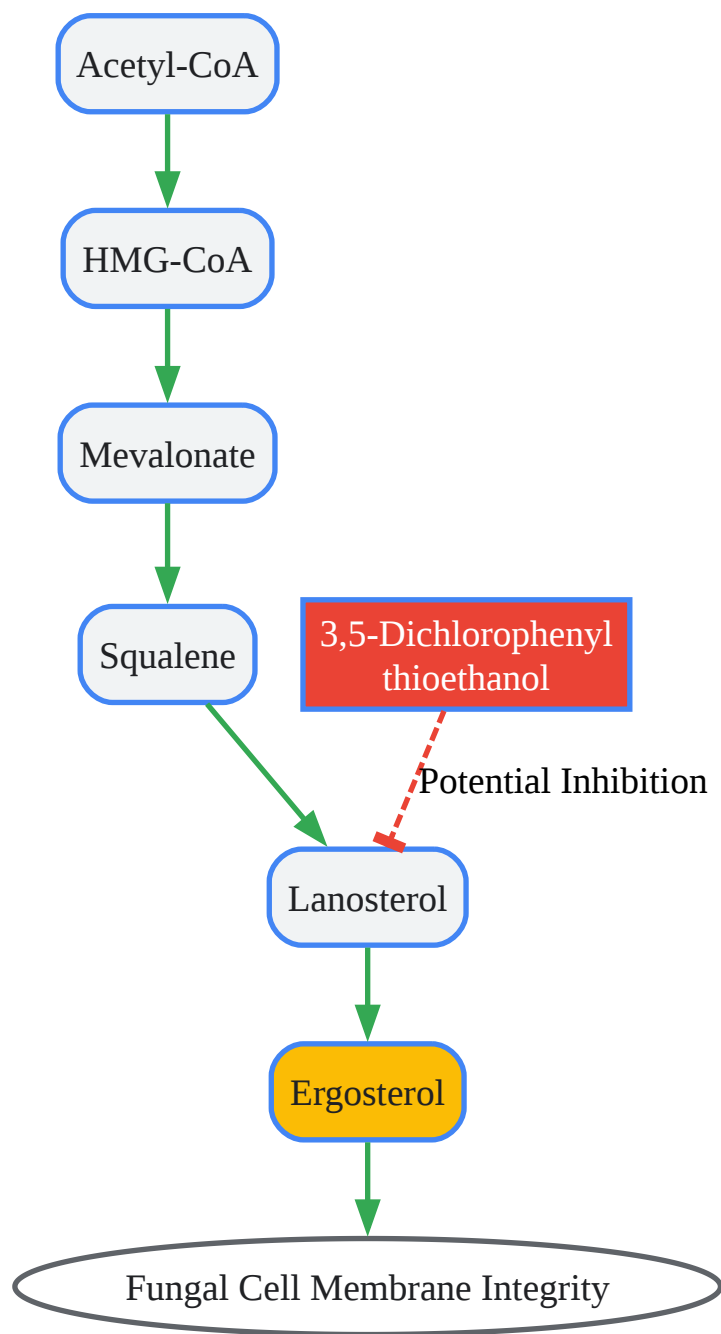 Acetyl-CoA
HMG-CoA
Mevalonate
Squalene
3,5-Dichlorophenyl
thioethanol
Potential Inhibition
Lanosterol
Ergosterol
Fungal Cell Membrane Integrity